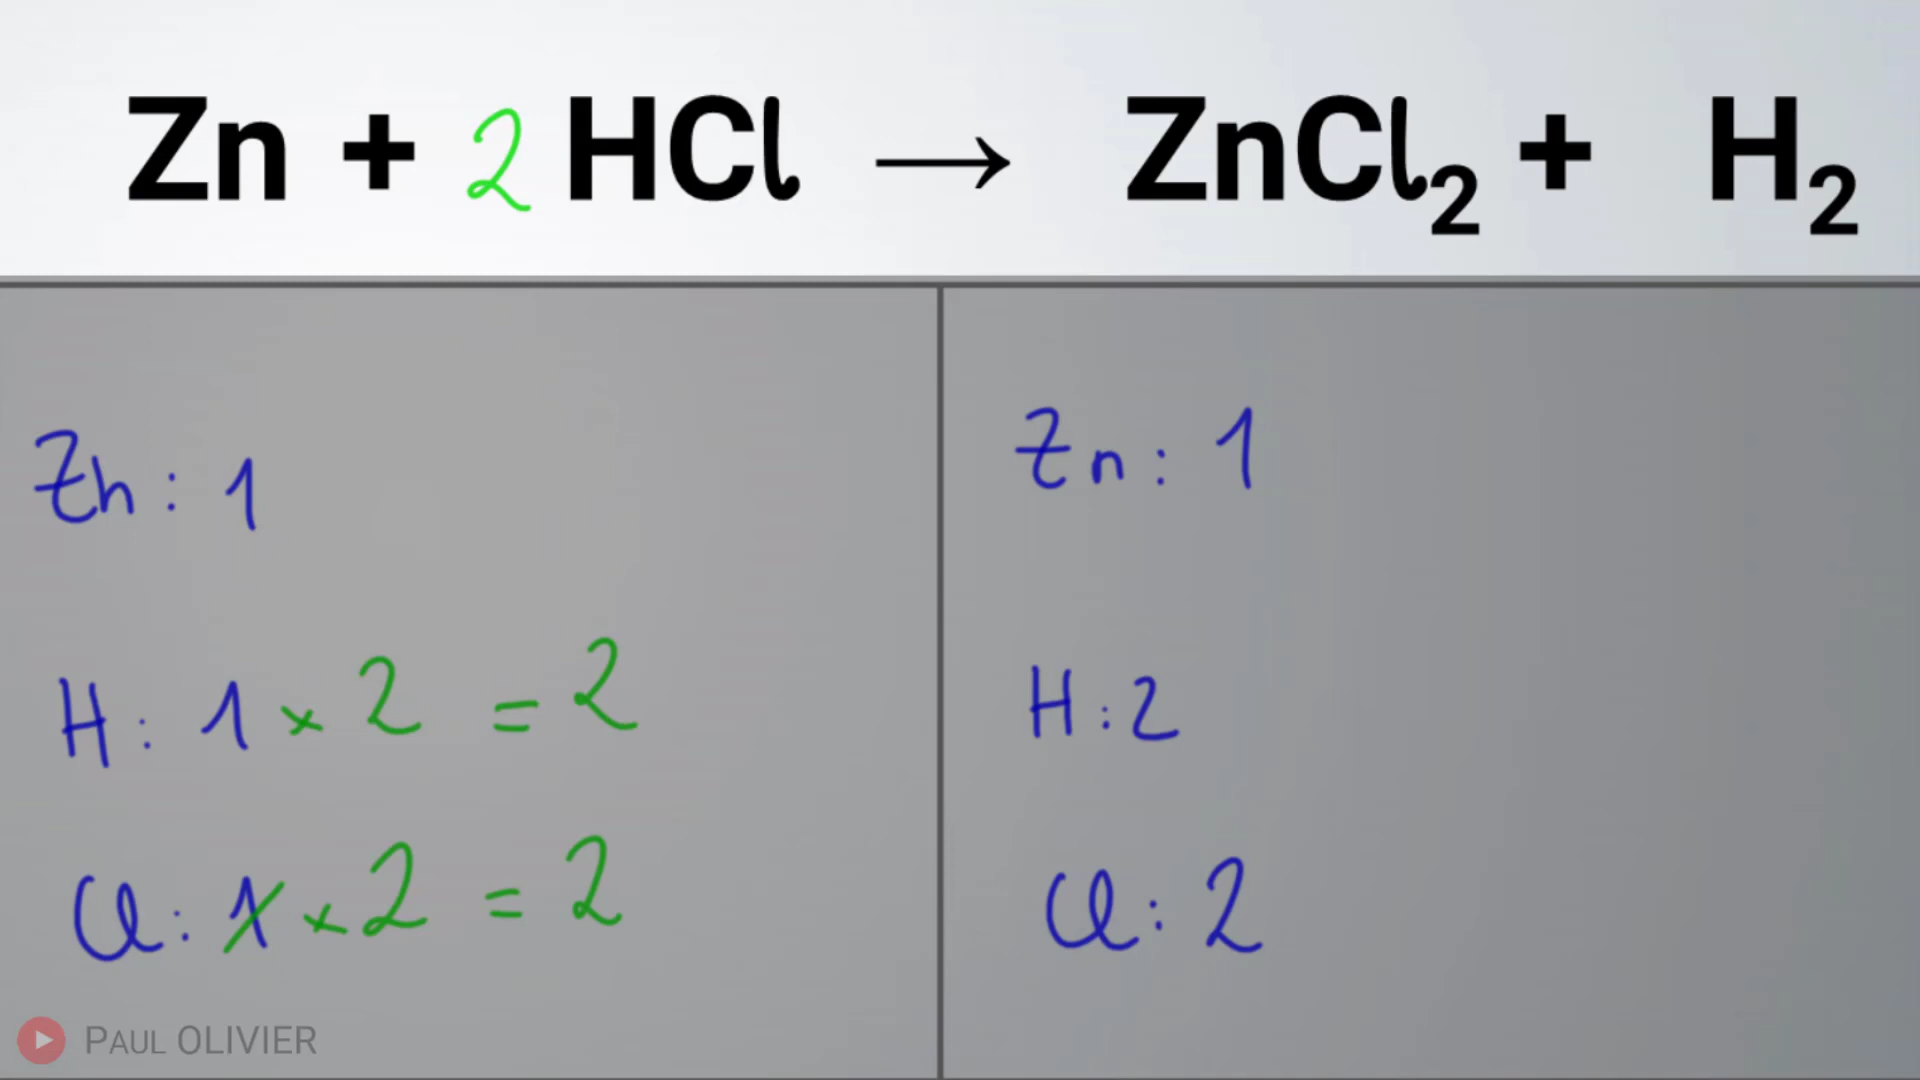 Zn + 2 HCl → ZnCl₂ + H₂
Zn : 1
H : 1 × 2 = 2
Cl : 1 × 2 = 2
Zn : 1
H : 2
Cl : 2
PAUL OLIVIER